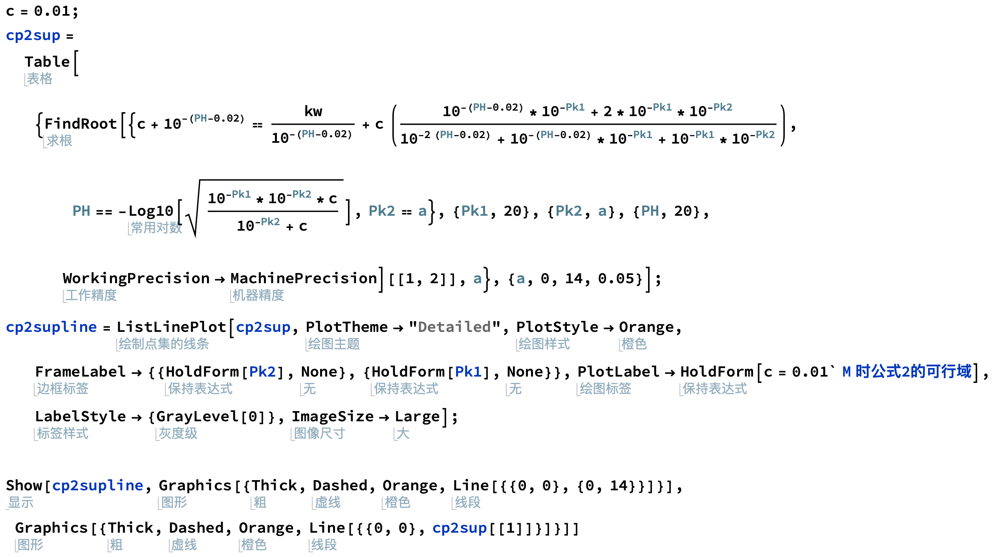 c = 0.01;
cp2sup =
Table[
表格
{FindRoot[{c + 10^-(PH-0.02) == kw/10^-(PH-0.02) + c ((10^-(PH-0.02) * 10^-Pk1 + 2 * 10^-Pk1 * 10^-Pk2)/(10^-2 (PH-0.02) + 10^-(PH-0.02) * 10^-Pk1 + 10^-Pk1 * 10^-Pk2)),
求根
PH == -Log10[√((10^-Pk1 * 10^-Pk2 * c)/(10^-Pk2 + c))], Pk2 == a}, {Pk1, 20}, {Pk2, a}, {PH, 20},
常用对数
WorkingPrecision → MachinePrecision][[1, 2]], a}, {a, 0, 14, 0.05}];
工作精度 机器精度
cp2supline = ListLinePlot[cp2sup, PlotTheme → "Detailed", PlotStyle → Orange,
绘制点集的线条 绘图主题 绘图样式 橙色
FrameLabel → {{HoldForm[Pk2], None}, {HoldForm[Pk1], None}}, PlotLabel → HoldForm[c = 0.01` M 时公式2的可行域],
边框标签 保持表达式 无 保持表达式 无 绘图标签 保持表达式
LabelStyle → {GrayLevel[0]}, ImageSize → Large];
标签样式 灰度级 图像尺寸 大
Show[cp2supline, Graphics[{Thick, Dashed, Orange, Line[{{0, 0}, {0, 14}}]}],
显示 图形 粗 虚线 橙色 线段
Graphics[{Thick, Dashed, Orange, Line[{{0, 0}, cp2sup[[1]]}]}]]
图形 粗 虚线 橙色 线段